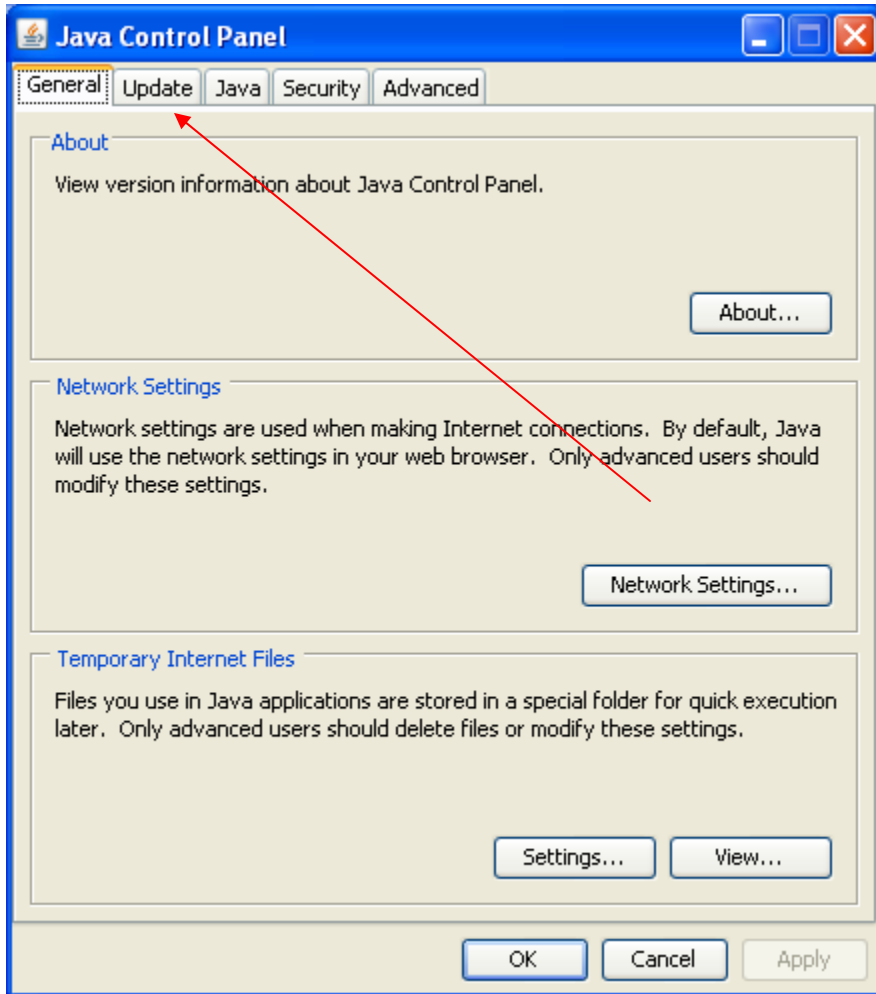 Java Control Panel
General Update Java Security Advanced
About
View version information about Java Control Panel.
About...
Network Settings
Network settings are used when making Internet connections. By default, Java
will use the network settings in your web browser. Only advanced users should
modify these settings.
Network Settings...
Temporary Internet Files
Files you use in Java applications are stored in a special folder for quick execution
later. Only advanced users should delete files or modify these settings.
Settings... View...
OK Cancel Apply